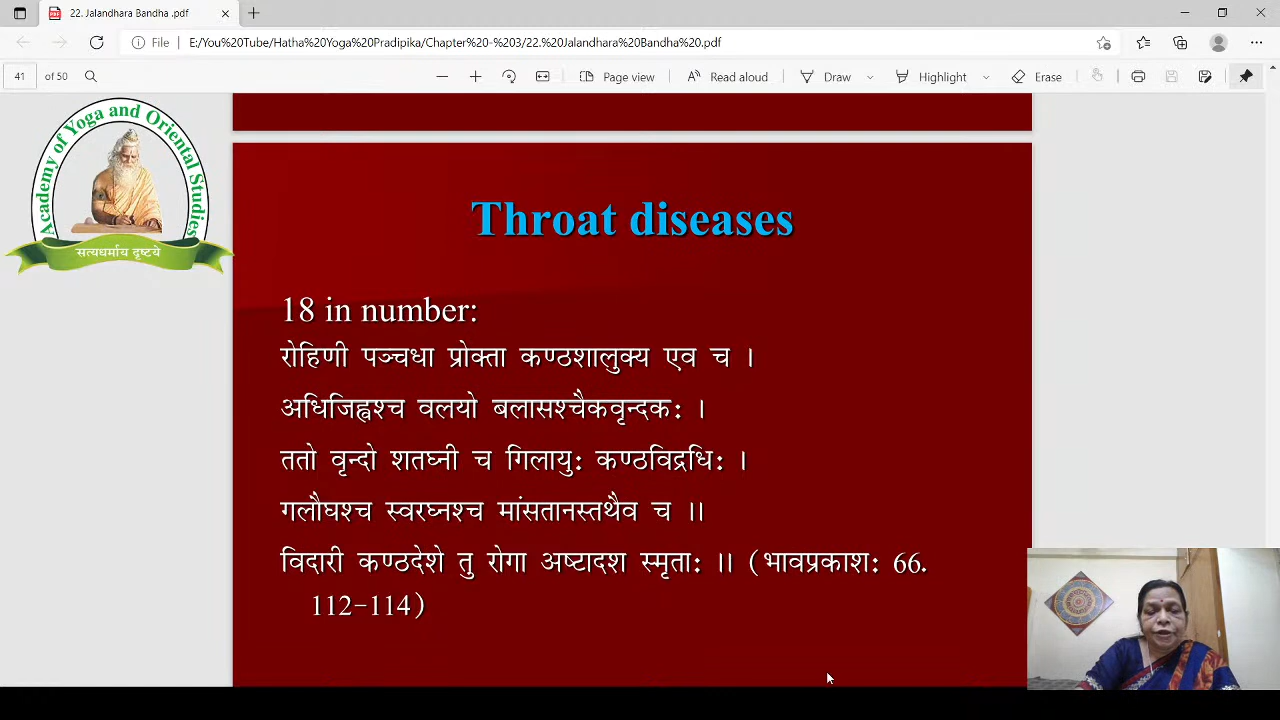 22. Jalandhara Bandha .pdf
File E:/You%20Tube/Hatha%20Yoga%20Pradipika/Chapter%20-%203/22.%20Jalandhara%20Bandha%20.pdf
41 of 50 Page view Read aloud Draw Highlight Erase
Academy of Yoga and Oriental Studies
सत्यधर्माय दृष्टये
Throat diseases
18 in number:
रोहिणी पञ्चधा प्रोक्ता कण्ठशालुक्य एव च ।
अधिजिह्वश्च वलयो बलासश्चैकवृन्दकः ।
ततो वृन्दो शतघ्नी च गिलायुः कण्ठविद्रधिः ।
गलौघश्च स्वरघ्नश्च मांसतानस्तथैव च ।।
विदारी कण्ठदेशे तु रोगा अष्टादश स्मृताः ।। (भावप्रकाशः 66.
112-114)